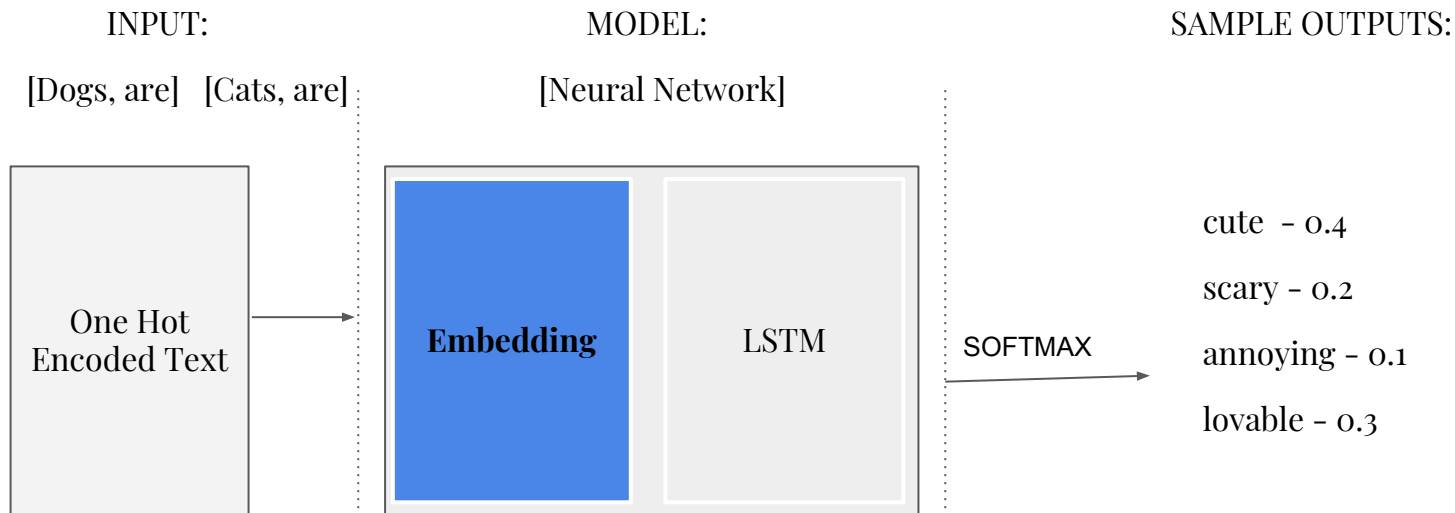 INPUT:
MODEL:
SAMPLE OUTPUTS:
[Dogs, are] [Cats, are]
[Neural Network]
One Hot
Encoded Text
Embedding
LSTM
SOFTMAX
cute - 0.4
scary - 0.2
annoying - 0.1
lovable - 0.3